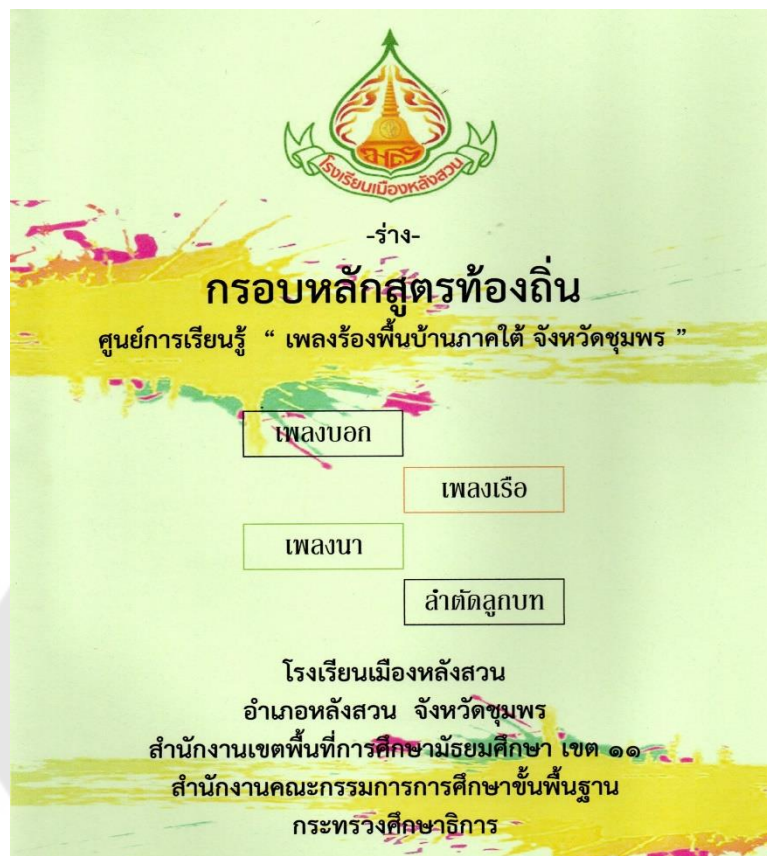 โรงเรียนเมืองหลังสวน
-ร่าง-
กรอบหลักสูตรท้องถิ่น
ศูนย์การเรียนรู้ “ เพลงร้องพื้นบ้านภาคใต้ จังหวัดชุมพร ”
เพลงบอก
เพลงเรือ
เพลงนา
ลำตัดลูกบท
โรงเรียนเมืองหลังสวน
อำเภอหลังสวน จังหวัดชุมพร
สำนักงานเขตพื้นที่การศึกษามัธยมศึกษา เขต ๑๑
สำนักงานคณะกรรมการการศึกษาขั้นพื้นฐาน
กระทรวงศึกษาธิการ